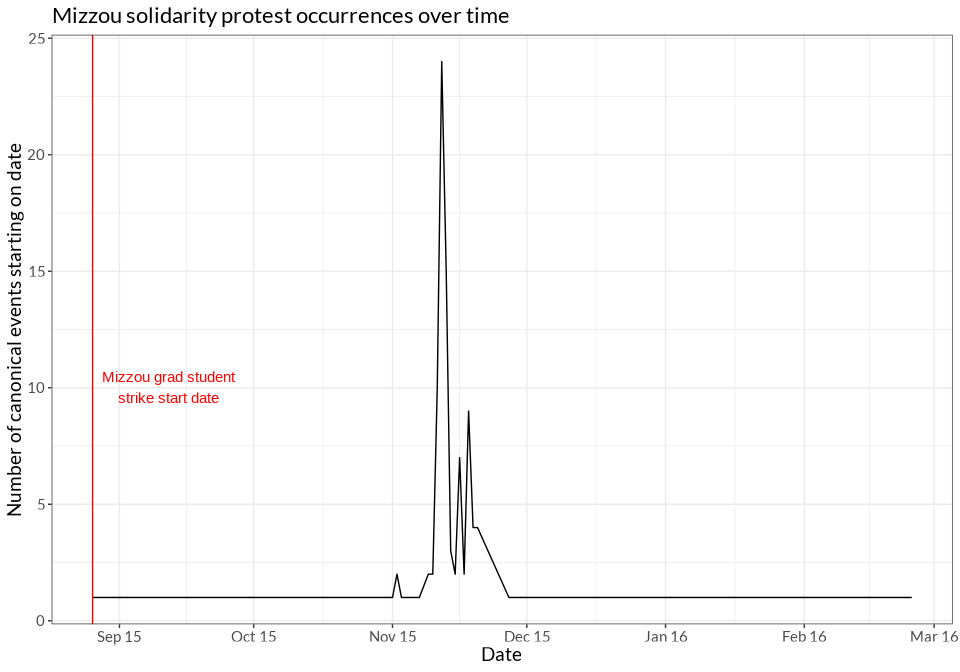 Mizzou solidarity protest occurrences over time
Number of canonical events starting on date
25
20
15
10
5
0
Mizzou grad student
strike start date
Sep 15
Oct 15
Nov 15
Dec 15
Jan 16
Feb 16
Mar 16
Date